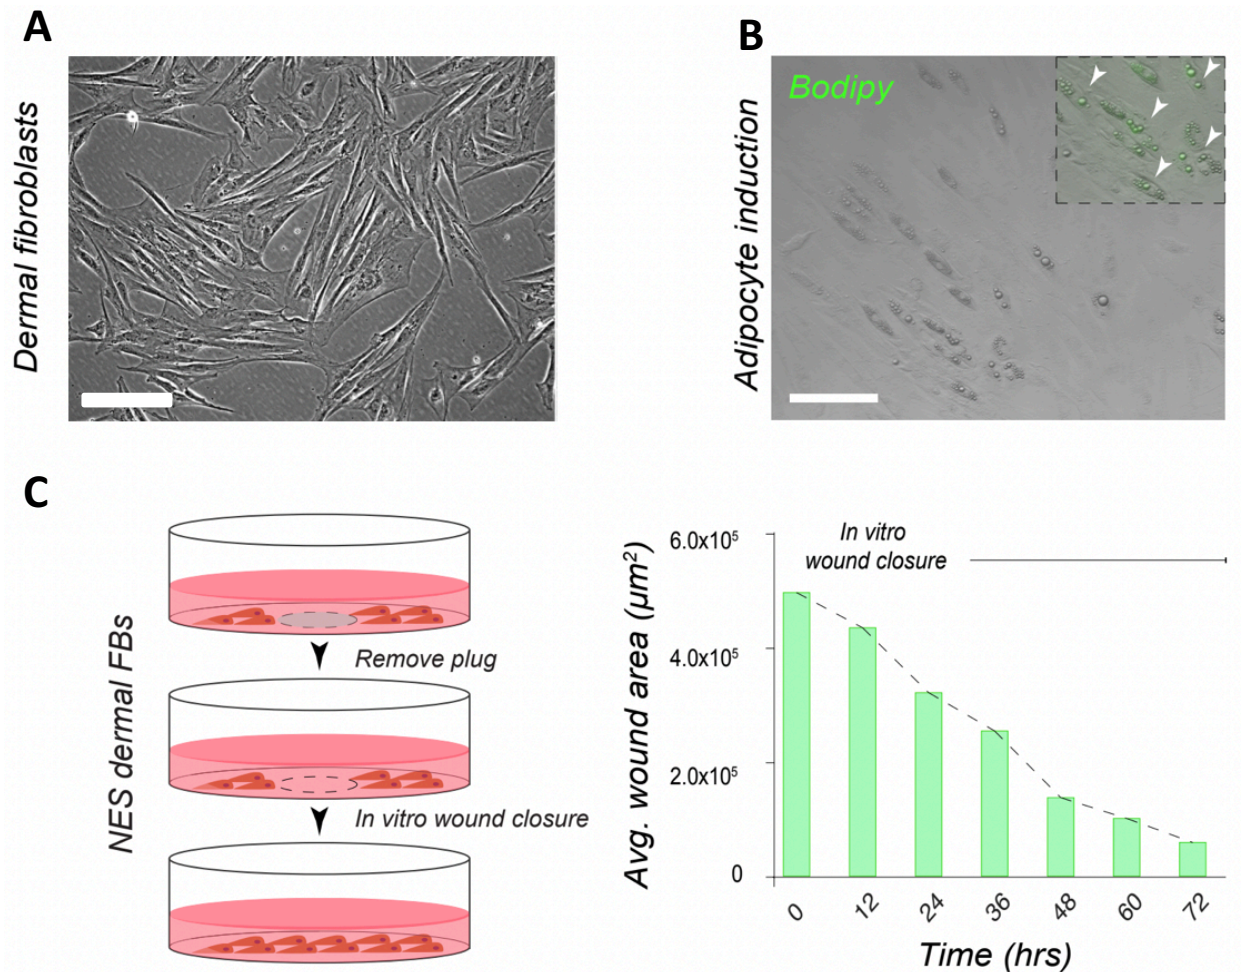 A
Dermal fibroblasts
B
Adipocyte induction
Bodipy
C
NES dermal FBs
Remove plug
In vitro wound closure
Avg. wound area (µm²)
6.0x10⁵
4.0x10⁵
2.0x10⁵
0
In vitro
wound closure
0 12 24 36 48 60 72
Time (hrs)